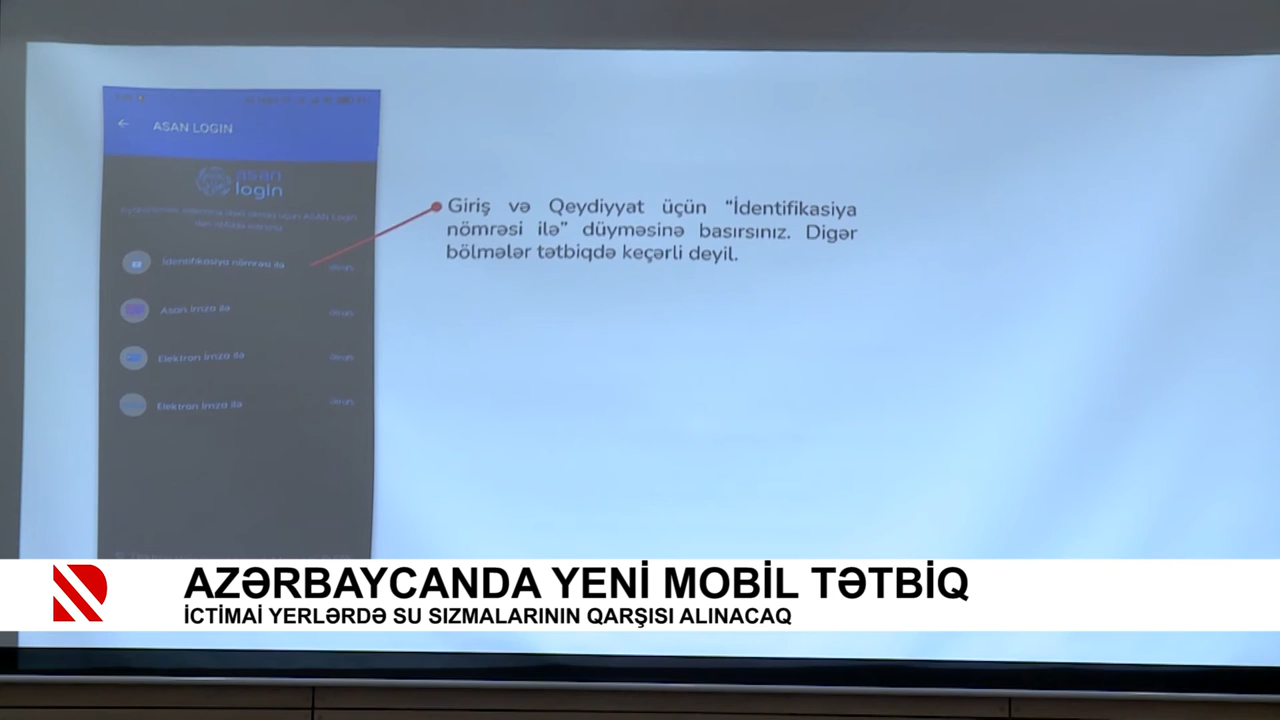 ASAN LOGIN
asan
login
İdentifikasiya nömrəsi ilə
Asan İmza ilə
Elektron İmza ilə
Elektron İmza ilə
Giriş və Qeydiyyat üçün “İdentifikasiya
nömrəsi ilə” düyməsinə basırsınız. Digər
bölmələr tətbiqdə keçərli deyil.
AZƏRBAYCANDA YENİ MOBİL TƏTBİQ
İCTİMAİ YERLƏRDƏ SU SIZMALARININ QARŞISI ALINACAQ